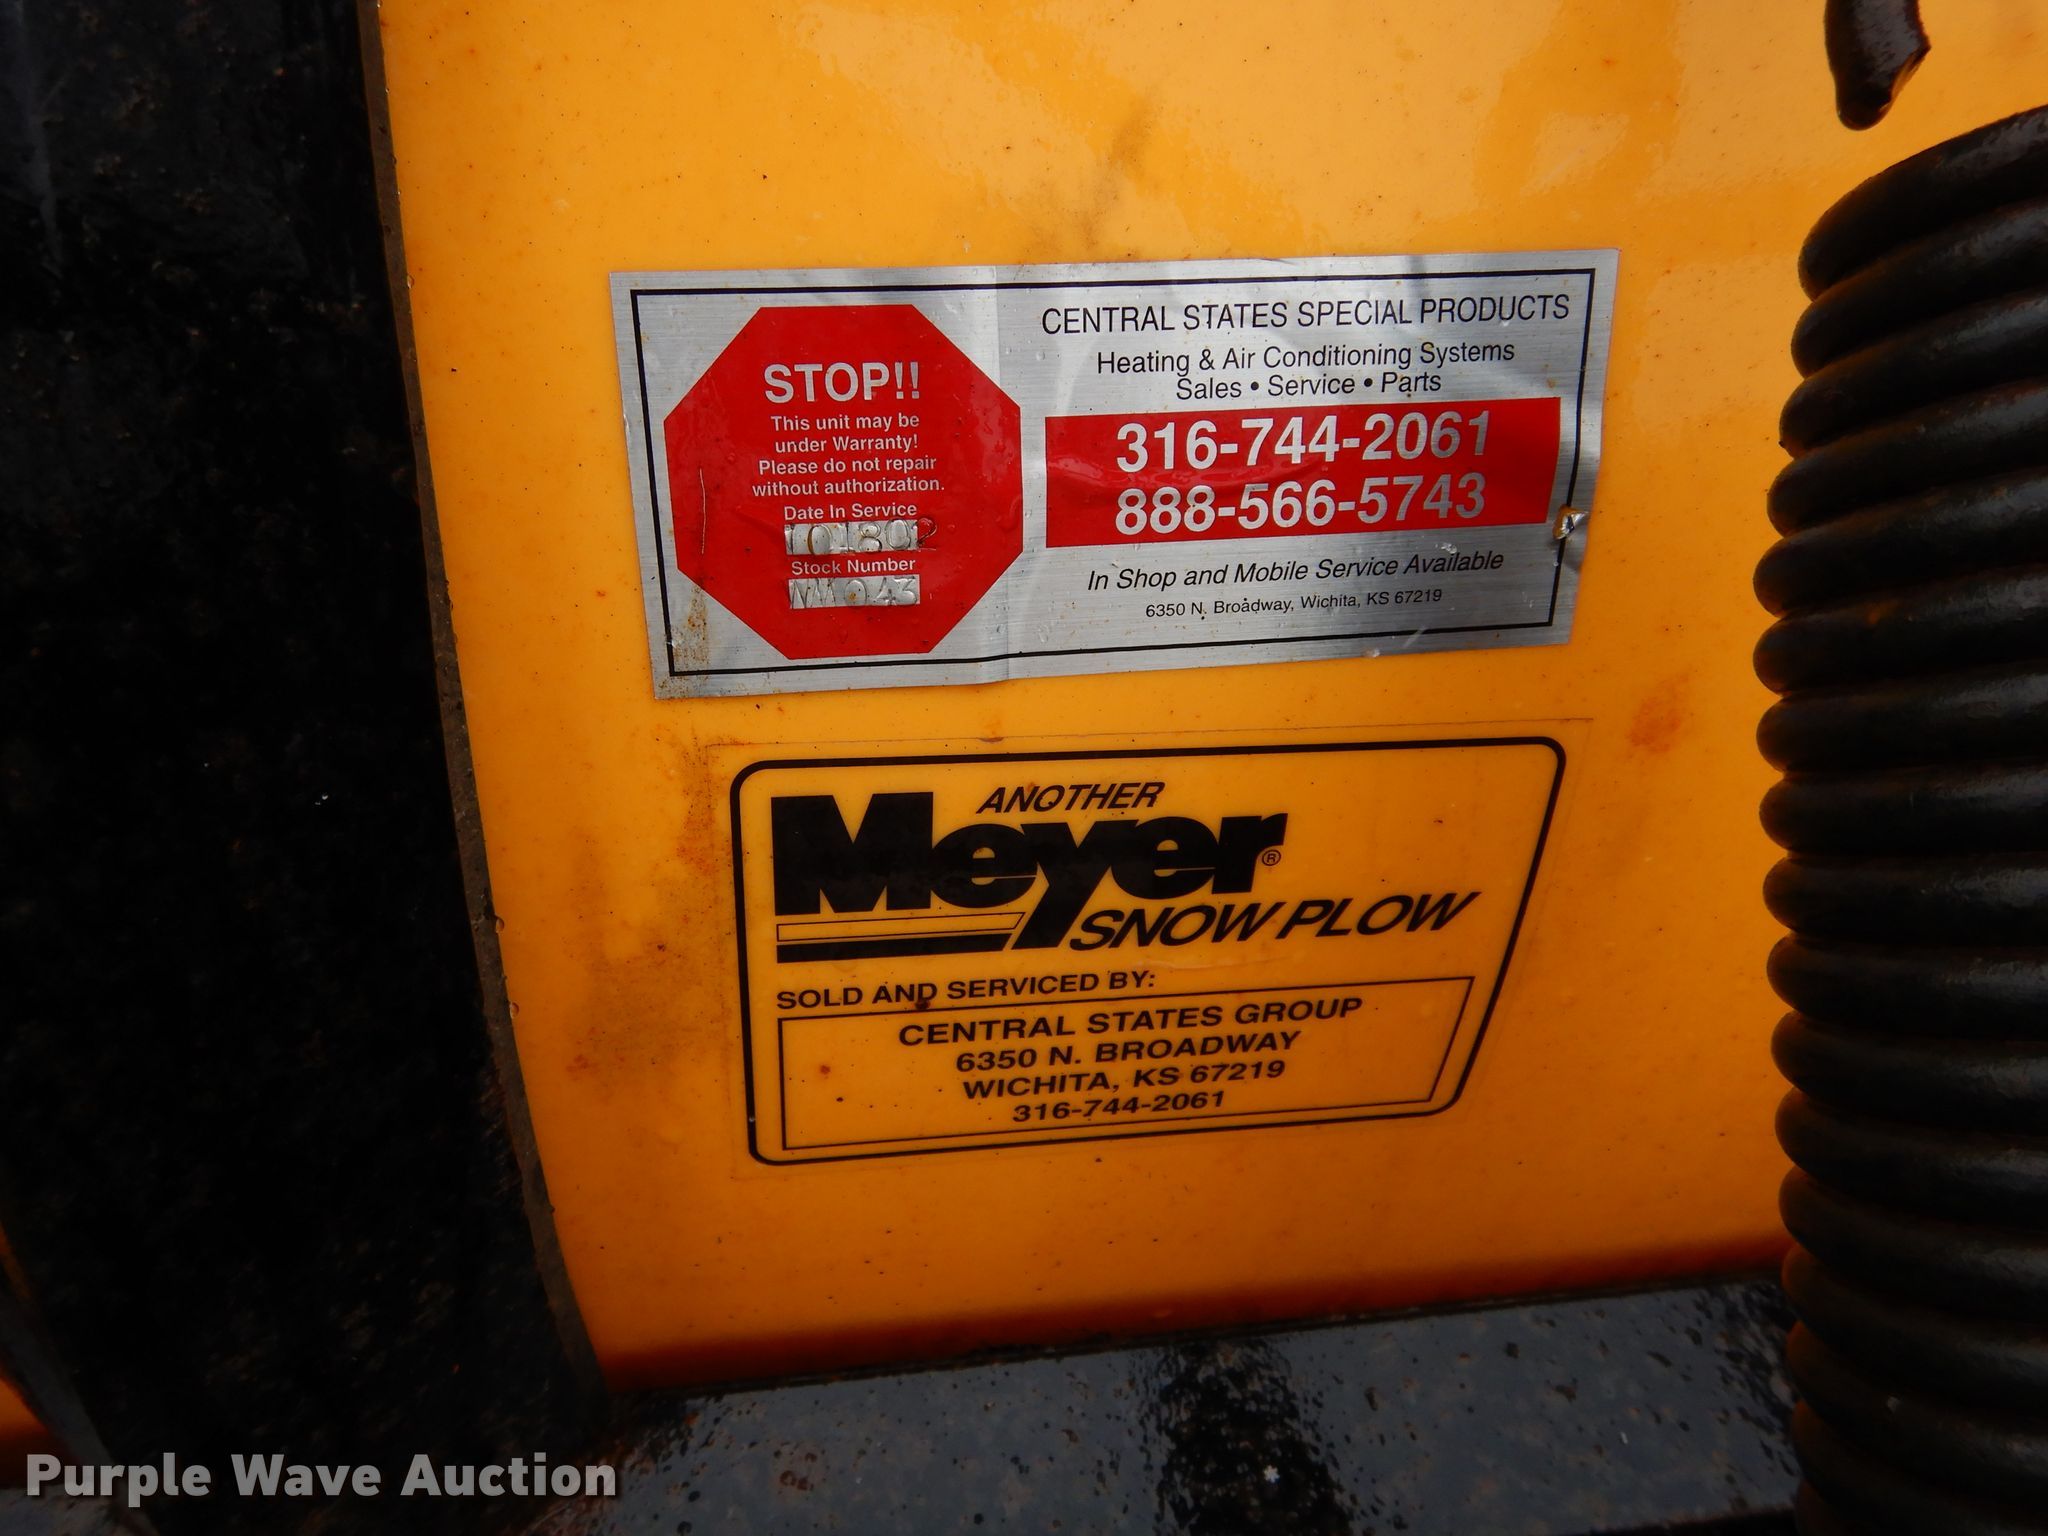 STOP!!
This unit may be
under Warranty!
Please do not repair
without authorization.
Date In Service
101802
Stock Number
CENTRAL STATES SPECIAL PRODUCTS
Heating & Air Conditioning Systems
Sales • Service • Parts
316-744-2061
888-566-5743
In Shop and Mobile Service Available
6350 N. Broadway, Wichita, KS 67219
ANOTHER
Meyer®
SNOW PLOW
SOLD AND SERVICED BY:
CENTRAL STATES GROUP
6350 N. BROADWAY
WICHITA, KS 67219
316-744-2061
Purple Wave Auction